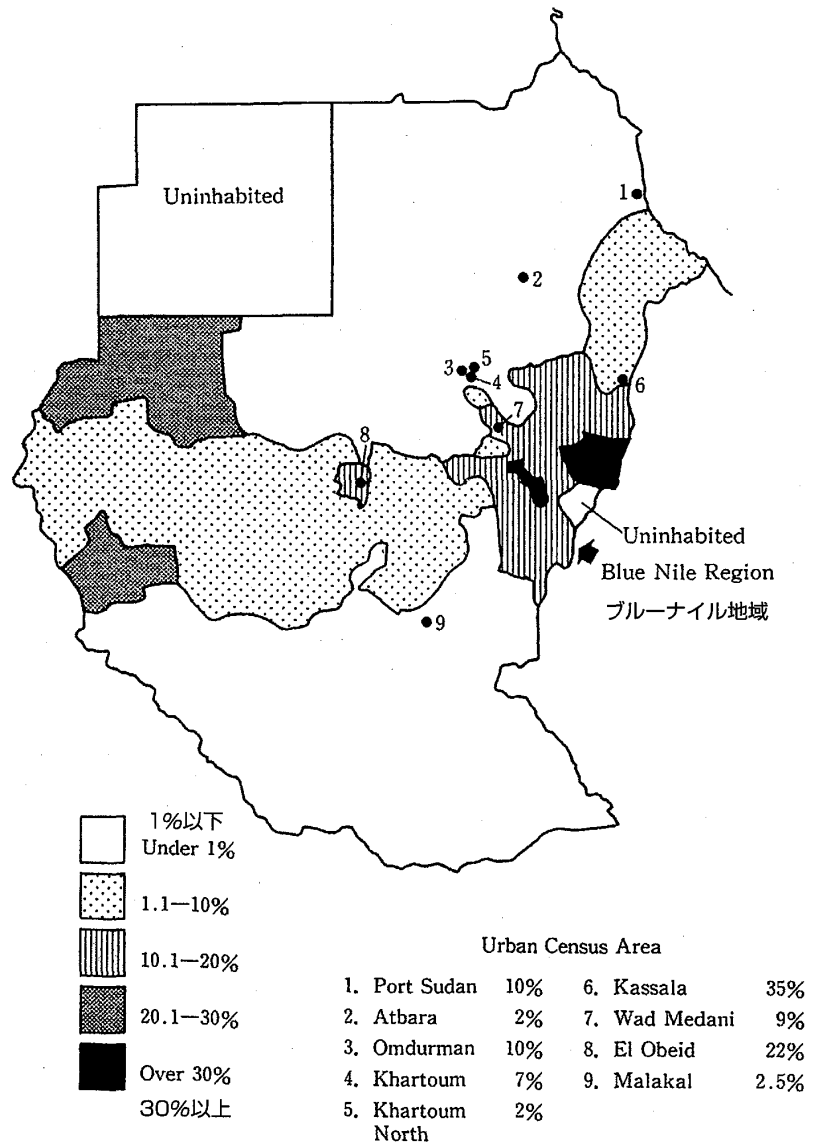 Uninhabited
1
2
3
5
4
6
7
8
Uninhabited
Blue Nile Region
ブルーナイル地域
9
1%以下
Under 1%
1.1—10%
10.1—20%
20.1—30%
Over 30%
30%以上
Urban Census Area
1. Port Sudan 10%
2. Atbara 2%
3. Omdurman 10%
4. Khartoum 7%
5. Khartoum 2%
North
6. Kassala 35%
7. Wad Medani 9%
8. El Obeid 22%
9. Malakal 2.5%